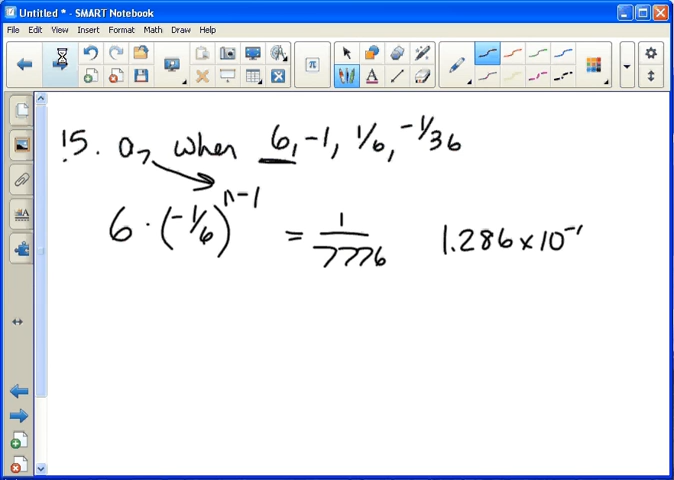 Untitled * - SMART Notebook
File Edit View Insert Format Math Draw Help
15. a7 when 6, -1, 1/6, -1/36
6 · (-1/6)^n-1 = 1/7776 1.286 x 10^-